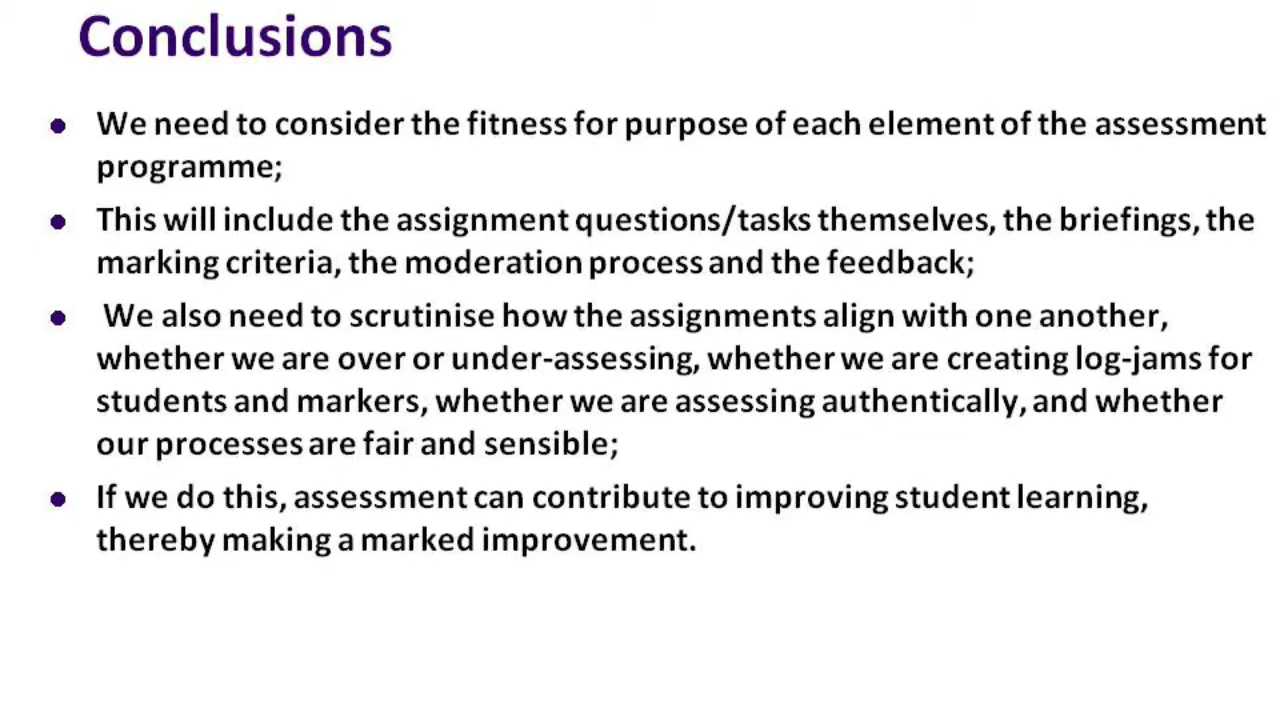 Conclusions
We need to consider the fitness for purpose of each element of the assessment
programme;
This will include the assignment questions/tasks themselves, the briefings, the
marking criteria, the moderation process and the feedback;
We also need to scrutinise how the assignments align with one another,
whether we are over or under-assessing, whether we are creating log-jams for
students and markers, whether we are assessing authentically, and whether
our processes are fair and sensible;
If we do this, assessment can contribute to improving student learning,
thereby making a marked improvement.